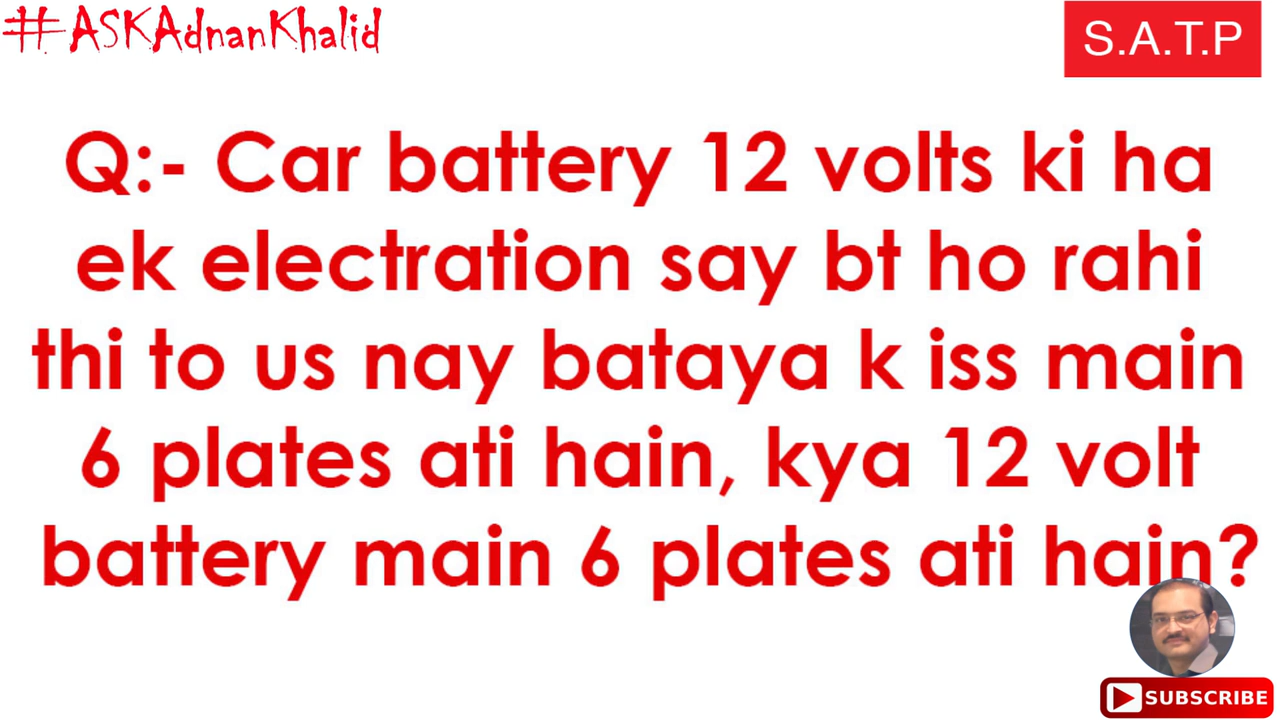 #ASKAdnanKhalid
S.A.T.P
Q:- Car battery 12 volts ki ha
ek electration say bt ho rahi
thi to us nay bataya k iss main
6 plates ati hain, kya 12 volt
battery main 6 plates ati hain?
SUBSCRIBE